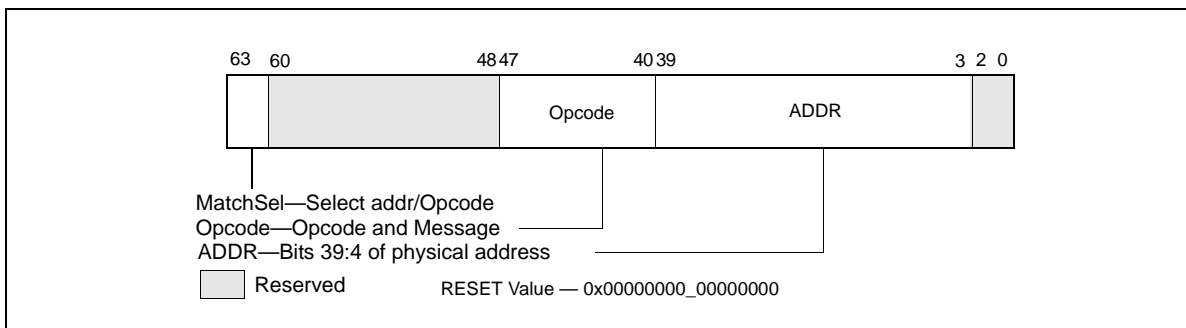 63 60 48 47 40 39 3 2 0
Opcode ADDR
MatchSel—Select addr/Opcode
Opcode—Opcode and Message
ADDR—Bits 39:4 of physical address
Reserved RESET Value — 0x00000000_00000000